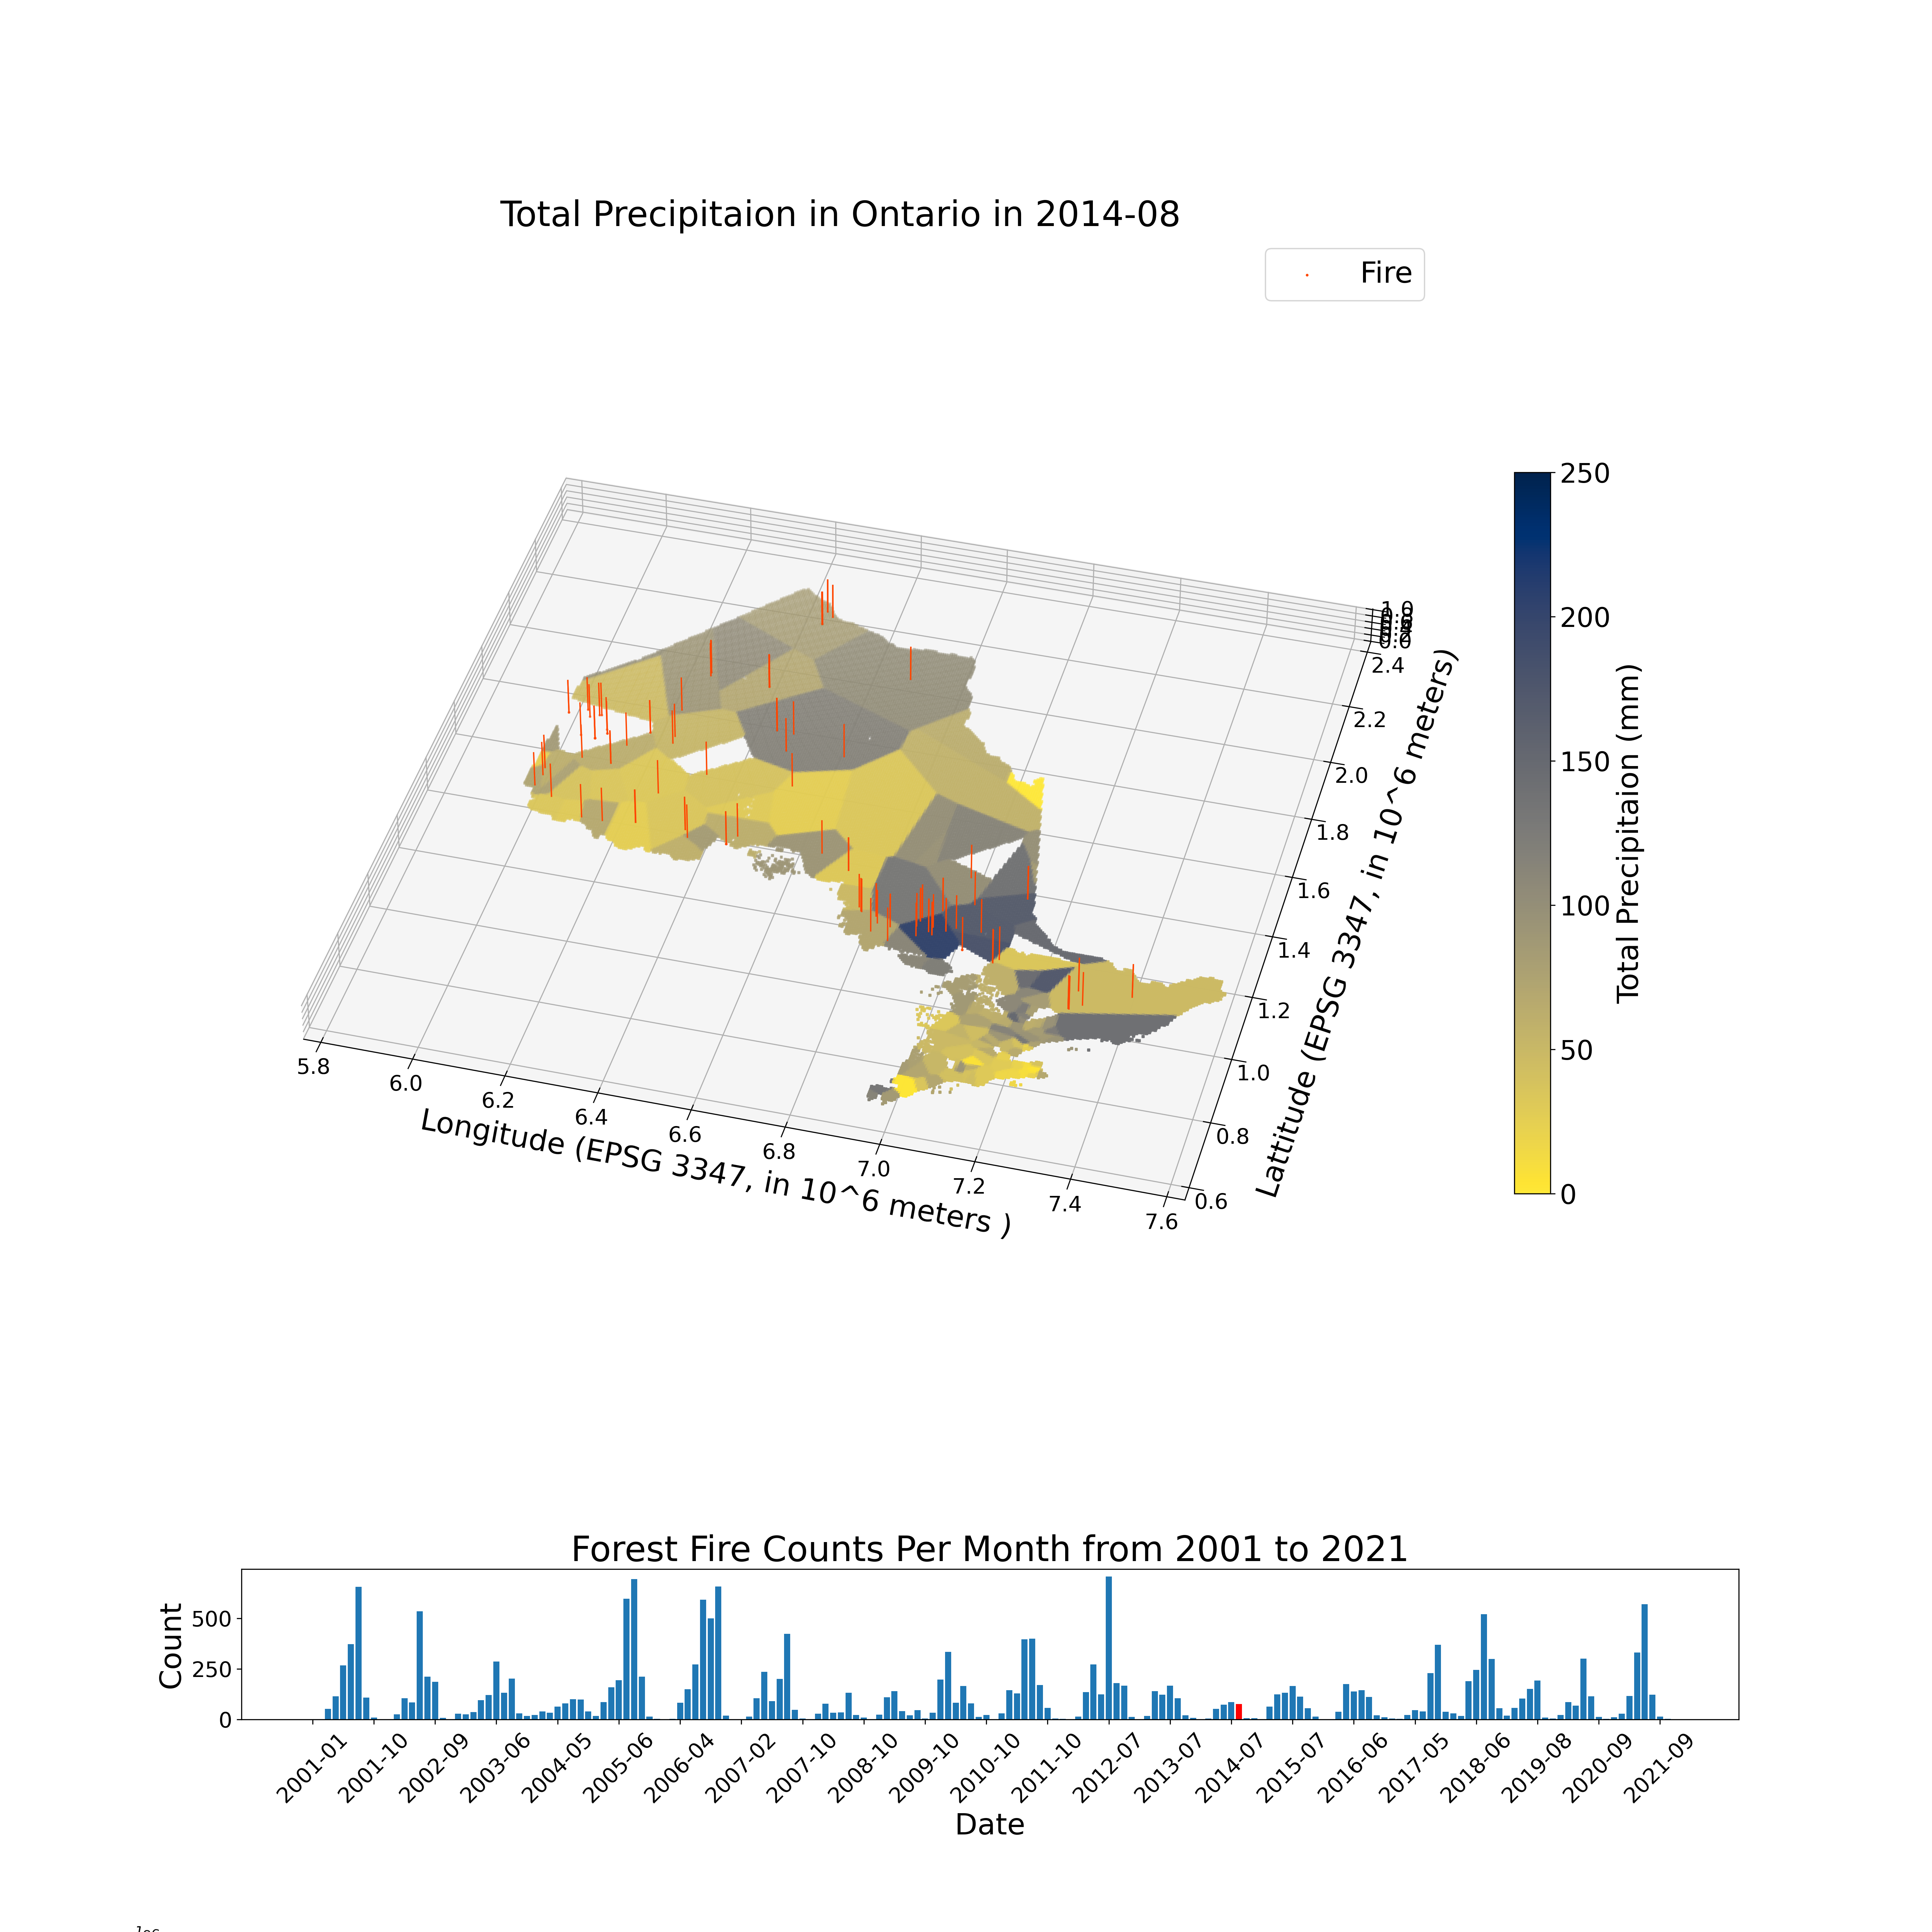 Total Precipitaion in Ontario in 2014-08
Fire
250
200
150
100
50
0
Total Precipitaion (mm)
1.0
0.0
2.4
2.2
2.0
1.8
1.6
1.4
1.2
1.0
0.8
0.6
Lattitude (EPSG 3347, in 10^6 meters)
5.8 6.0 6.2 6.4 6.6 6.8 7.0 7.2 7.4 7.6
Longitude (EPSG 3347, in 10^6 meters )
Forest Fire Counts Per Month from 2001 to 2021
500
250
0
Count
2001-01 2001-10 2002-09 2003-06 2004-05 2005-06 2006-04 2007-02 2007-10 2008-10 2009-10 2010-10 2011-10 2012-07 2013-07 2014-07 2015-07 2016-06 2017-05 2018-06 2019-08 2020-09 2021-09
Date